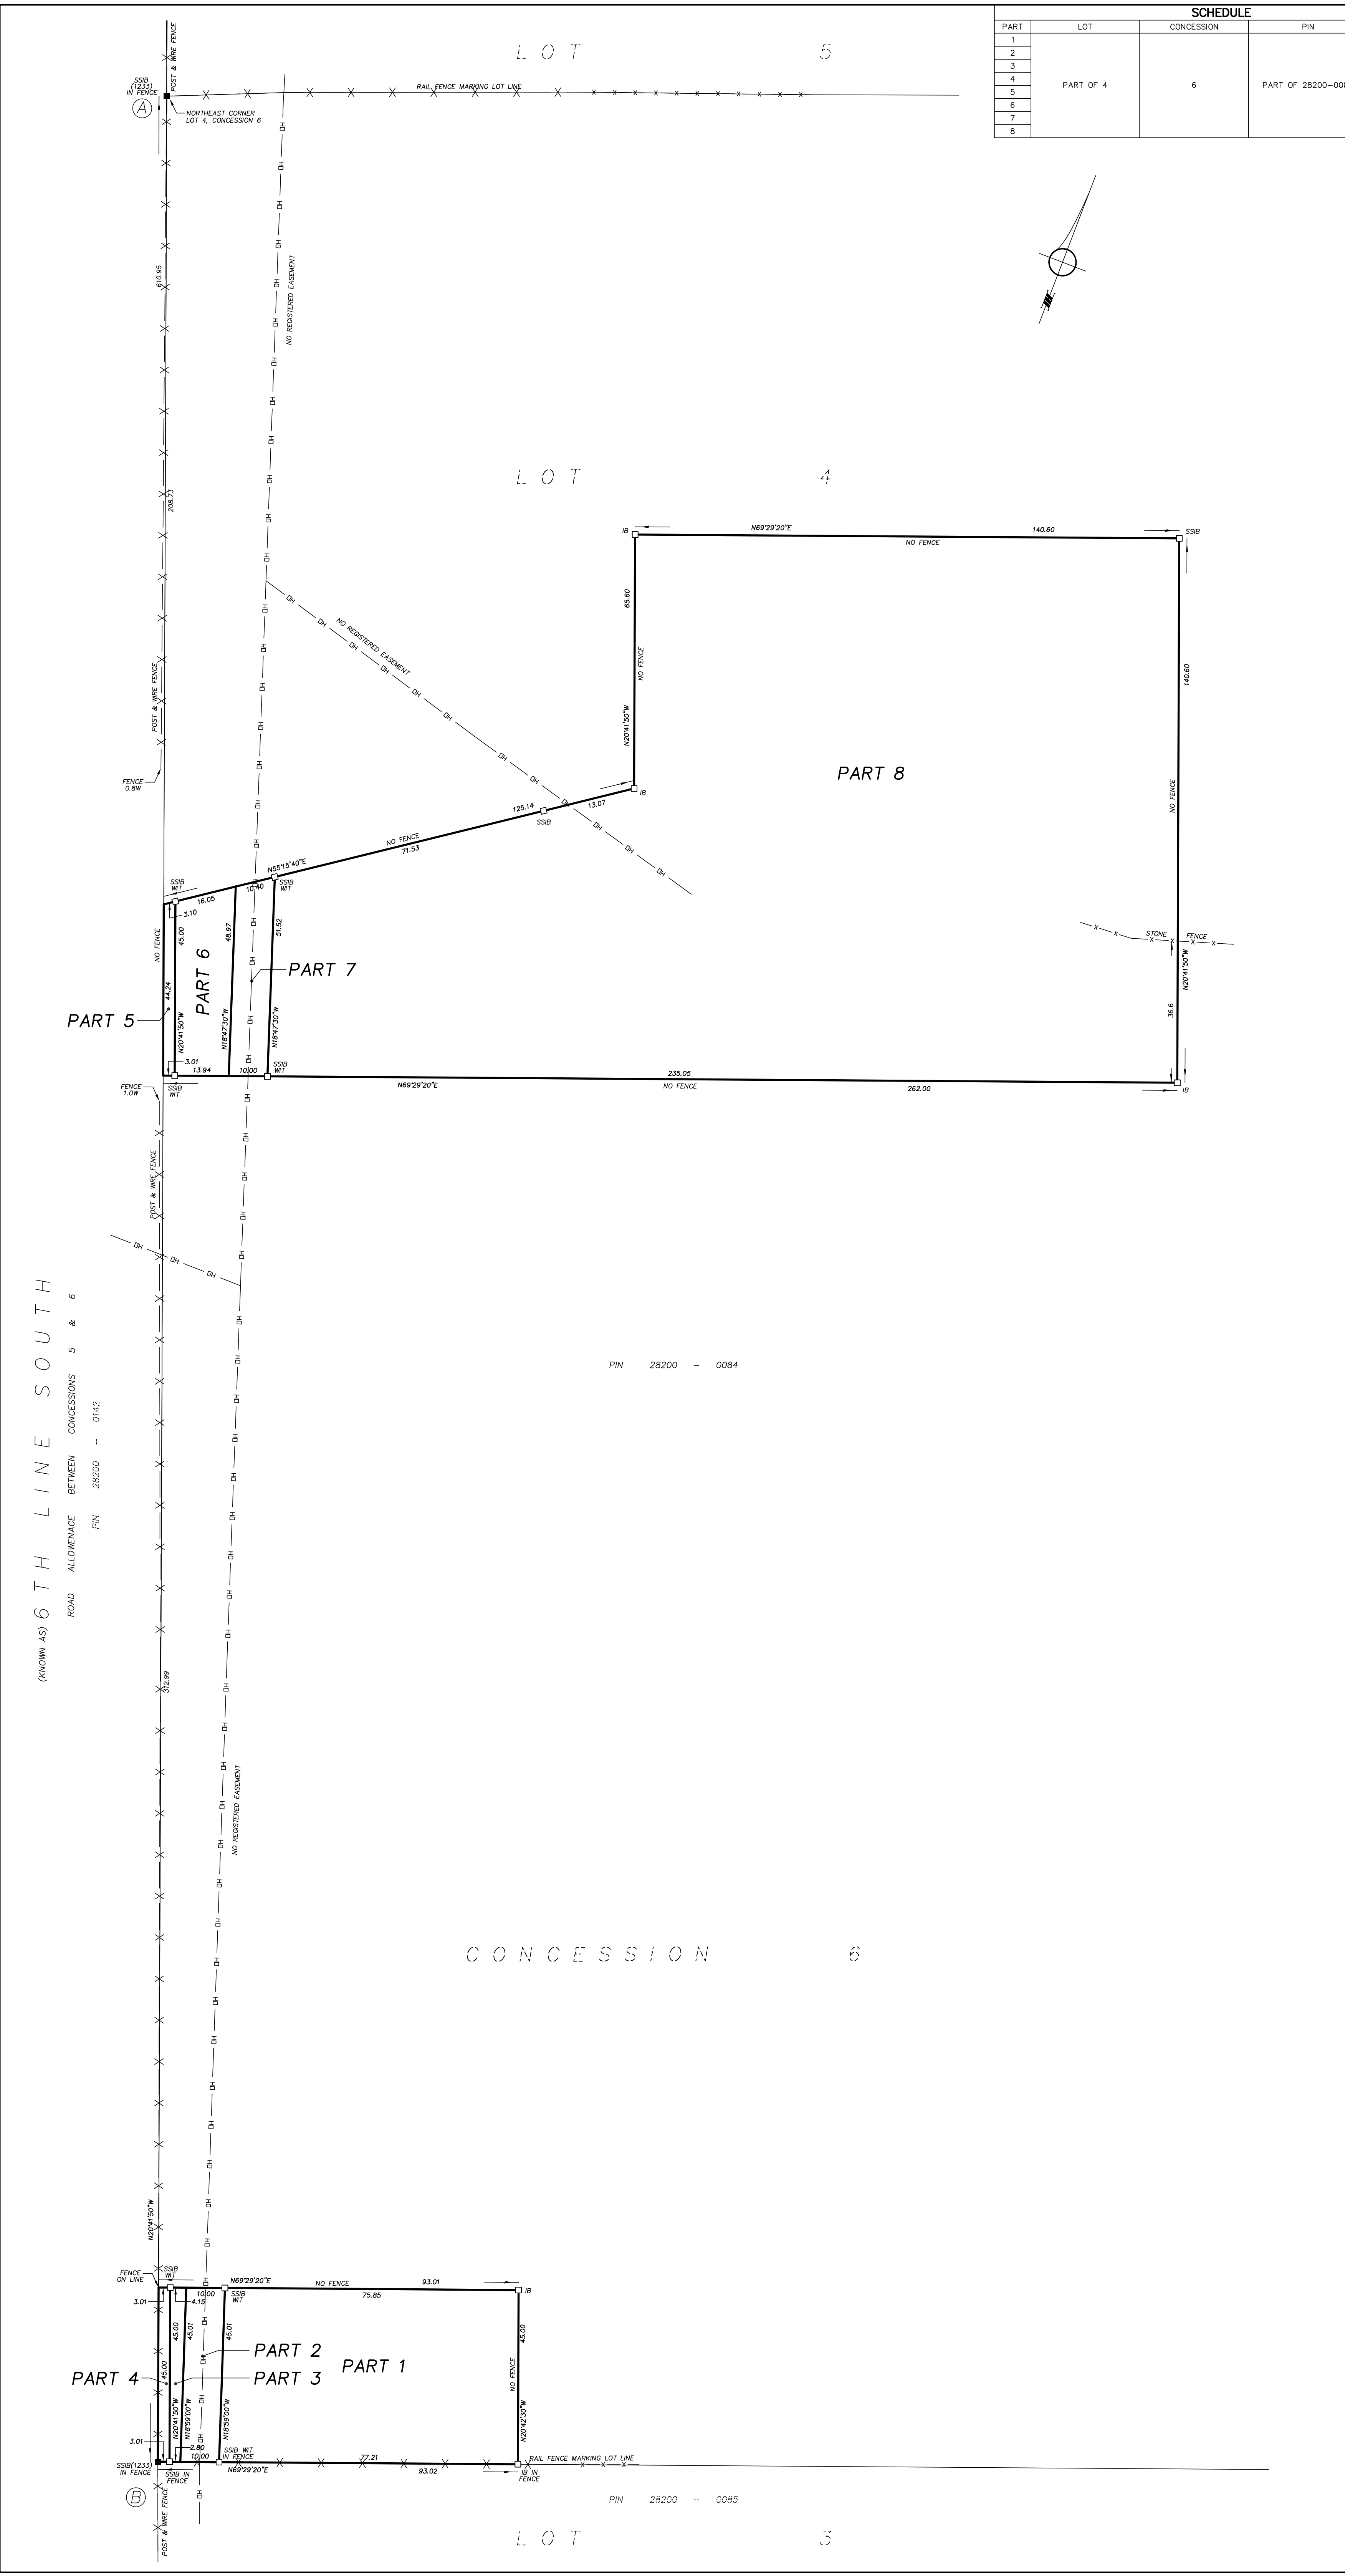 SCHEDULE
PART LOT CONCESSION PIN
1
2
3
4
5
6
7
8
PART OF 4 6 PART OF 28200-008
LOT 5
POST & WIRE FENCE
SSIB
(1233)
IN FENCE
A
RAIL FENCE MARKING LOT LINE
NORTHEAST CORNER
LOT 4, CONCESSION 6
610.95
NO REGISTERED EASEMENT
LOT 4
208.73
IB
N69°29'20"E
140.60
SSIB
NO FENCE
65.60
NO FENCE
N20°41'50"W
140.60
NO REGISTERED EASEMENT
POST & WIRE FENCE
FENCE
0.8W
PART 8
NO FENCE
IB
125.14
13.07
SSIB
NO FENCE
71.53
N55°15'40"E
10.40
SSIB
WIT
SSIB
WIT
16.05
3.10
NO FENCE
45.00
48.97
51.52
STONE FENCE
PART 6
PART 7
44.24
N20°41'50"W
36.6
PART 5
N20°41'50"W
N18°47'30"W
N18°47'30"W
3.01
13.94
10.00
SSIB
WIT
235.05
FENCE
1.0W
SSIB
WIT
N69°29'20"E
NO FENCE
262.00
IB
POST & WIRE FENCE
(KNOWN AS) 6TH LINE SOUTH
ROAD ALLOWENACE BETWEEN CONCESSIONS 5 & 6
PIN 28200 - 0142
PIN 28200 - 0084
312.99
NO REGISTERED EASEMENT
CONCESSION 6
N20°41'50"W
FENCE
ON LINE
SSIB
WIT
N69°29'20"E
NO FENCE
93.01
10.00
SSIB
WIT
75.85
IB
3.01
4.15
45.00
45.01
45.01
45.00
PART 2
PART 1
PART 4
45.00
PART 3
NO FENCE
N20°41'50"W
N18°59'00"W
N18°59'00"W
N20°42'30"W
3.01
2.80
SSIB WIT
IN FENCE
10.00
77.21
RAIL FENCE MARKING LOT LINE
SSIB(1233)
IN FENCE
SSIB IN
FENCE
N69°29'20"E
93.02
IB IN
FENCE
B
POST & WIRE FENCE
PIN 28200 - 0085
LOT 3